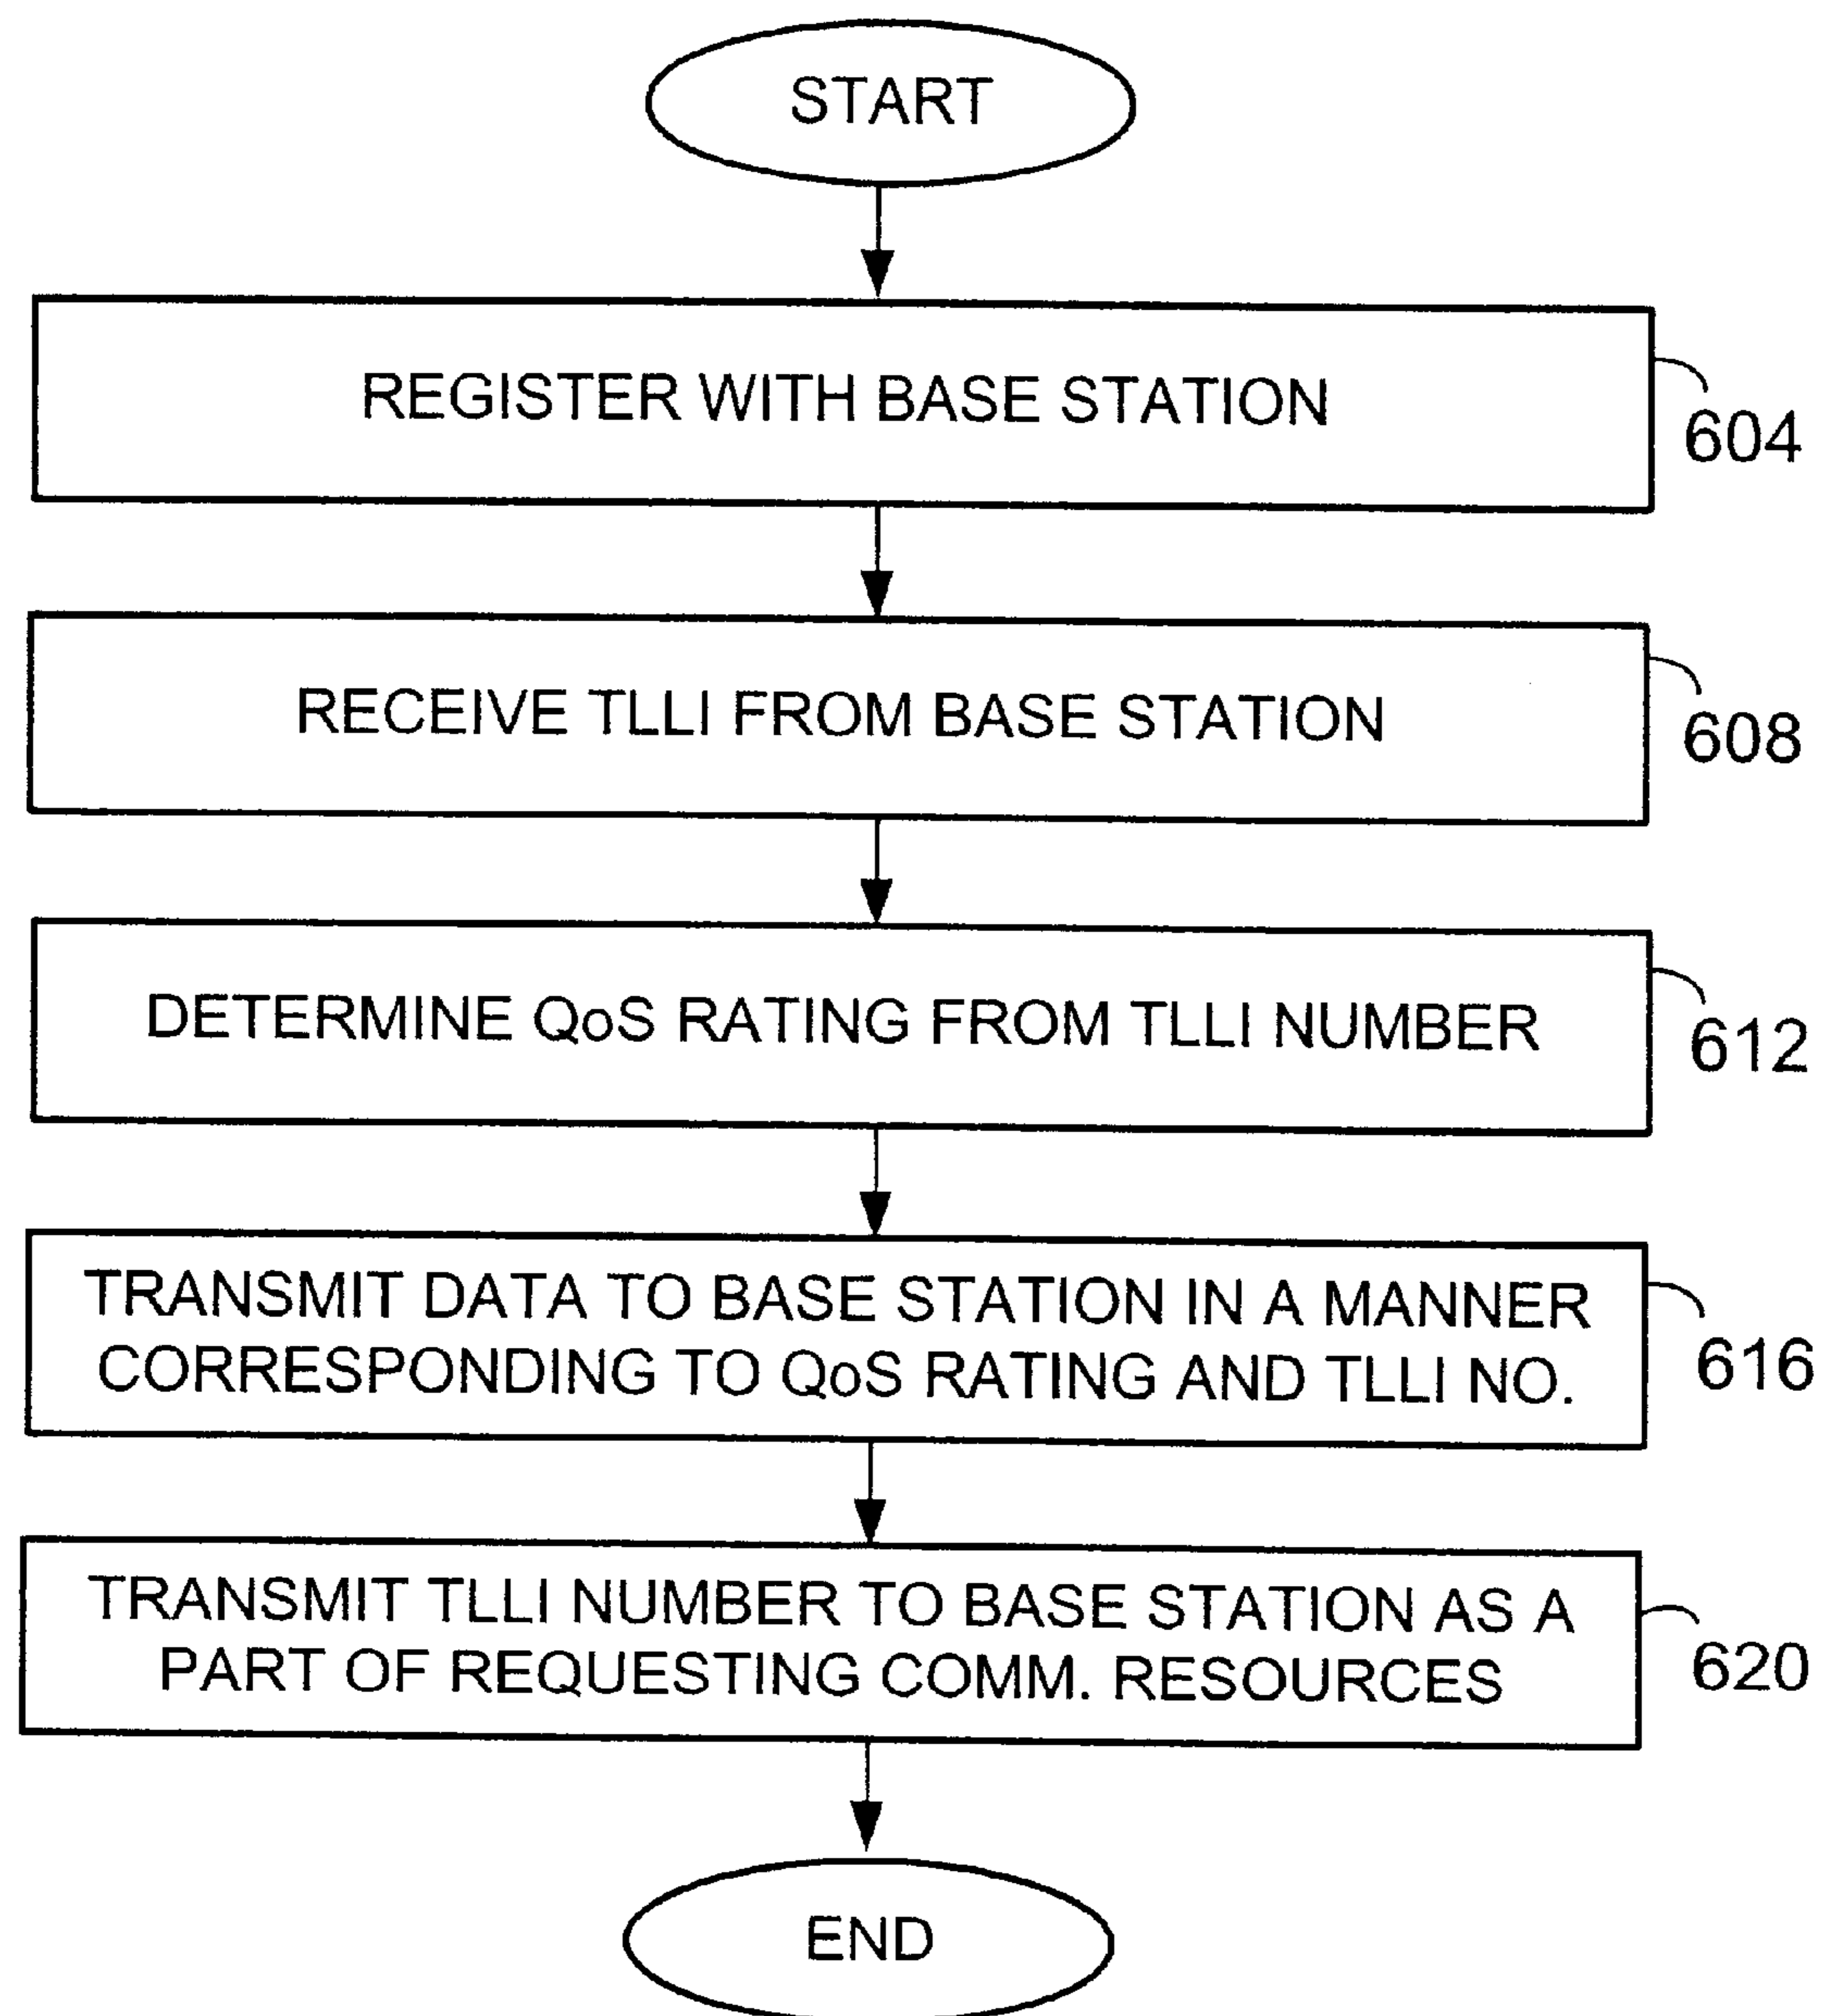 START
REGISTER WITH BASE STATION
604
RECEIVE TLLI FROM BASE STATION
608
DETERMINE QoS RATING FROM TLLI NUMBER
612
TRANSMIT DATA TO BASE STATION IN A MANNER
CORRESPONDING TO QoS RATING AND TLLI NO.
616
TRANSMIT TLLI NUMBER TO BASE STATION AS A
PART OF REQUESTING COMM. RESOURCES
620
END